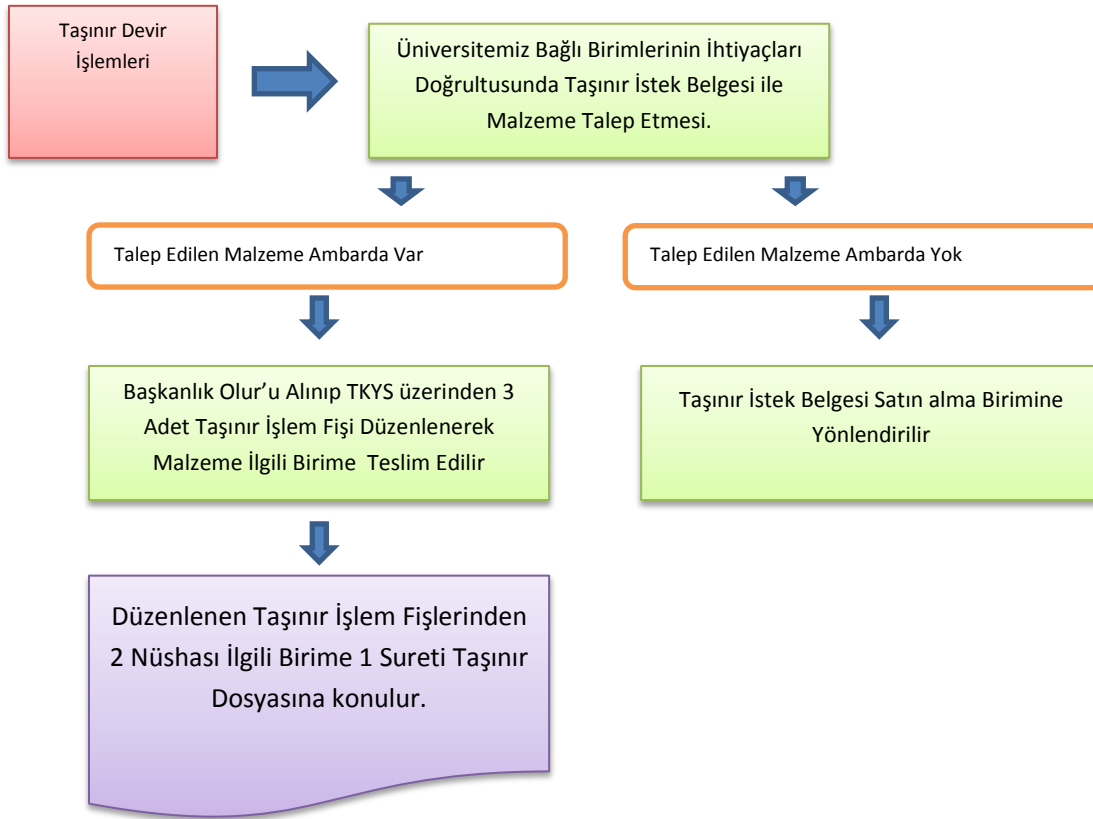 Taşınır Devir
İşlemleri
Üniversitemiz Bağlı Birimlerinin İhtiyaçları
Doğrultusunda Taşınır İstek Belgesi ile
Malzeme Talep Etmesi.
Talep Edilen Malzeme Ambarda Var
Talep Edilen Malzeme Ambarda Yok
Başkanlık Olur’u Alınıp TKYS üzerinden 3
Adet Taşınır İşlem Fişi Düzenlenerek
Malzeme İlgili Birime Teslim Edilir
Taşınır İstek Belgesi Satın alma Birimine
Yönlendirilir
Düzenlenen Taşınır İşlem Fişlerinden
2 Nüshası İlgili Birime 1 Sureti Taşınır
Dosyasına konulur.